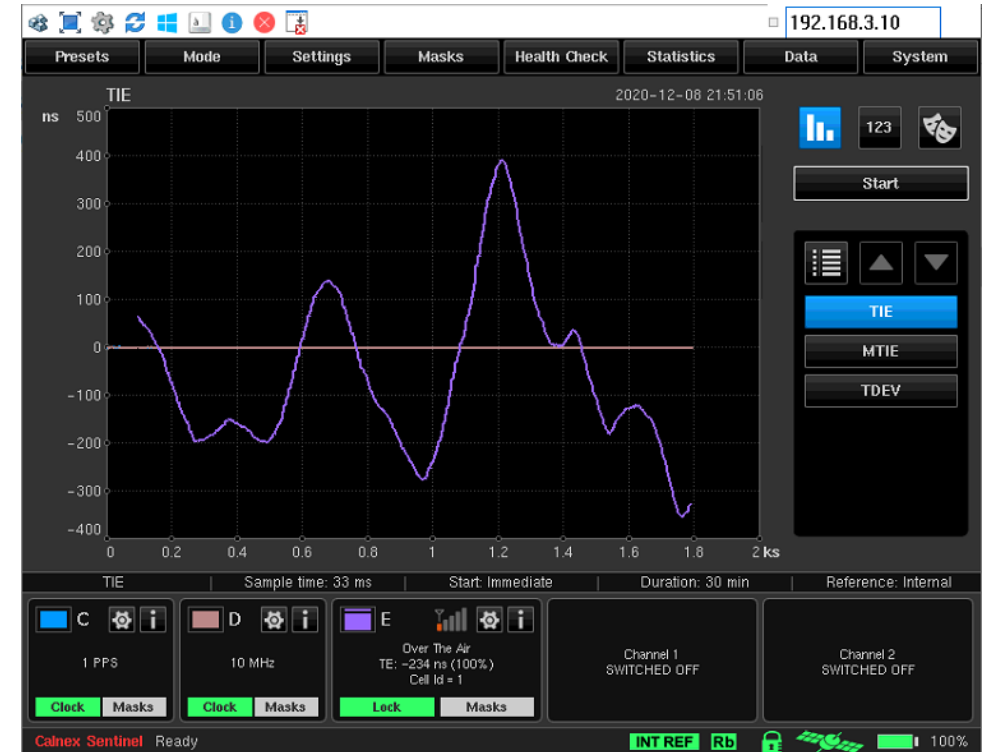 192.168.3.10
Presets Mode Settings Masks Health Check Statistics Data System
TIE 2020-12-08 21:51:06
ns 500
400
300
200
100
0
-100
-200
-300
-400
0 0.2 0.4 0.6 0.8 1 1.2 1.4 1.6 1.8 2 ks
123
Start
TIE
MTIE
TDEV
TIE | Sample time: 33 ms | Start: Immediate | Duration: 30 min | Reference: Internal
C i D i E i
1 PPS
10 MHz
Over The Air
TE: -234 ns (100%)
Cell Id = 1
Channel 1
SWITCHED OFF
Channel 2
SWITCHED OFF
Clock Masks Clock Masks Lock Masks
Calnex Sentinel Ready INT REF Rb 100%